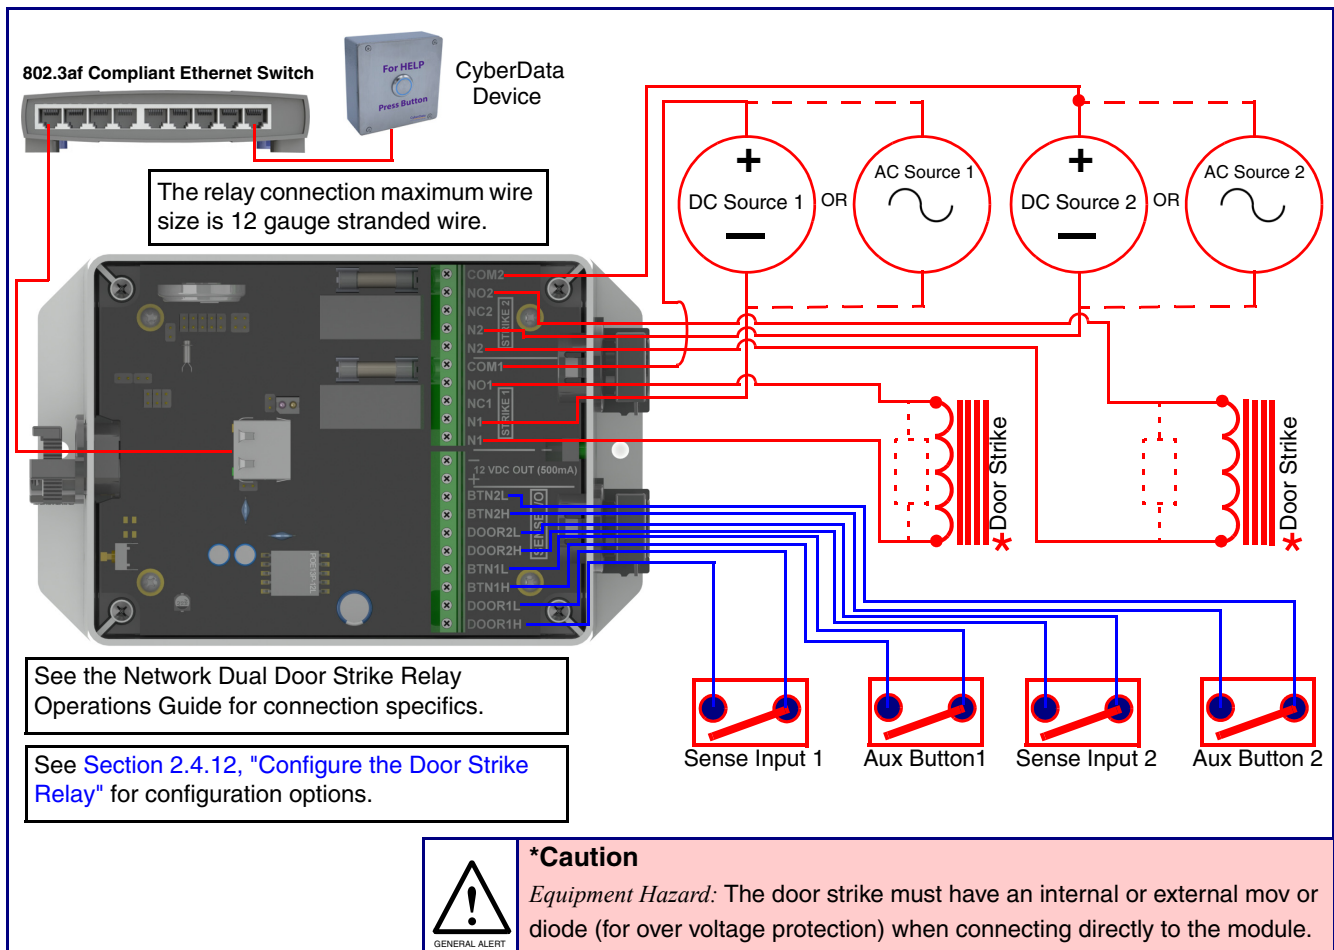 802.3af Compliant Ethernet Switch
For HELP
Press Button
CyberData
Device
The relay connection maximum wire
size is 12 gauge stranded wire.
+
DC Source 1
—
OR
AC Source 1
+
DC Source 2
—
OR
AC Source 2
COM2
NO2
NC2
N2
N2
STRIKE 2
COM1
NO1
NC1
N1
N1
STRIKE 1
−
+
12 VDC OUT (500mA)
BTN2L
BTN2H
DOOR2L
DOOR2H
BTN1L
BTN1H
DOOR1L
DOOR1H
SENSE I/O
POE13P-12L
*Door Strike
*Door Strike
Sense Input 1
Aux Button1
Sense Input 2
Aux Button 2
See the Network Dual Door Strike Relay
Operations Guide for connection specifics.
See Section 2.4.12, "Configure the Door Strike
Relay" for configuration options.
GENERAL ALERT
*Caution
Equipment Hazard: The door strike must have an internal or external mov or
diode (for over voltage protection) when connecting directly to the module.